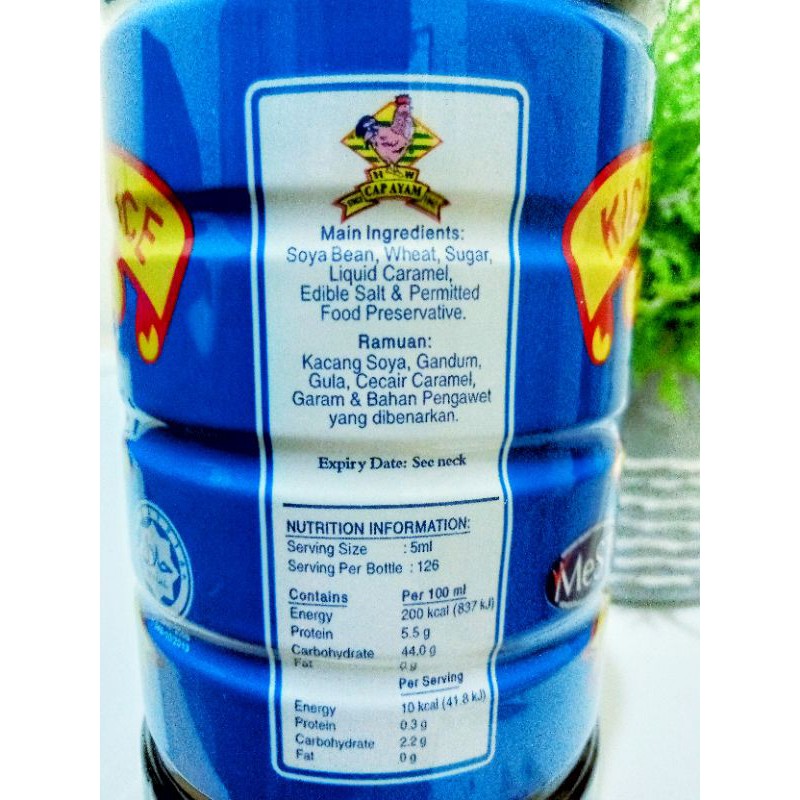 H W
CAP AYAM
Main Ingredients:
Soya Bean, Wheat, Sugar,
Liquid Caramel,
Edible Salt & Permitted
Food Preservative.
Ramuan:
Kacang Soya, Gandum,
Gula, Cecair Caramel,
Garam & Bahan Pengawet
yang dibenarkan.
Expiry Date: See neck
NUTRITION INFORMATION:
Serving Size : 5ml
Serving Per Bottle : 126
Contains Per 100 ml
Energy 200 kcal (837 kJ)
Protein 5.5 g
Carbohydrate 44.0 g
Fat 0 g
Per Serving
Energy 10 kcal (41.8 kJ)
Protein 0.3 g
Carbohydrate 2.2 g
Fat 0 g
ICE
KIC
MeS